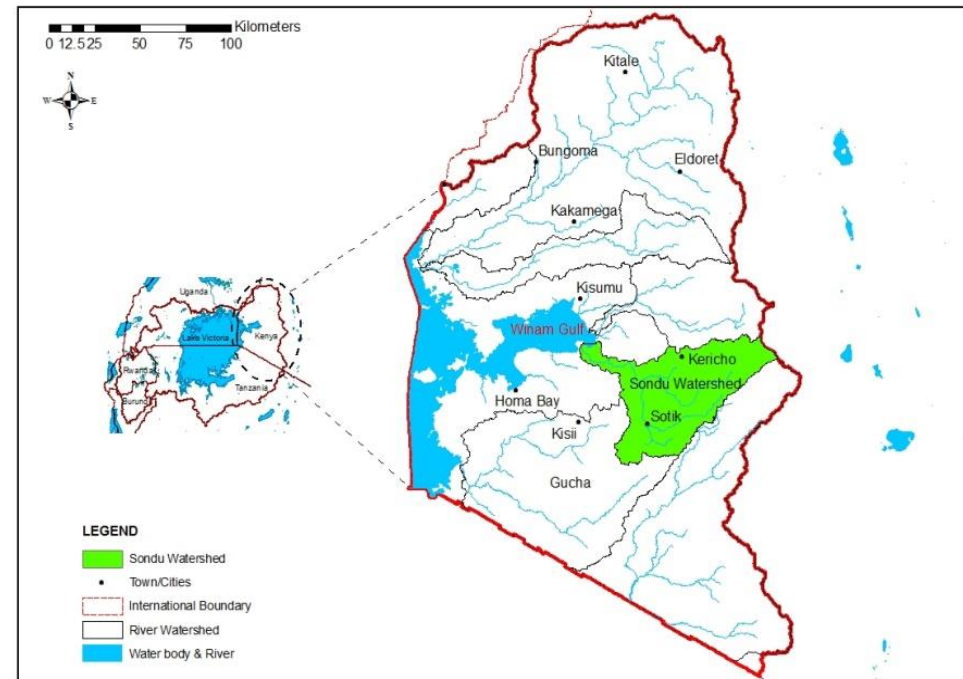 Kilometers
0 12.5 25 50 75 100
N
W E
S
Kitale
Bungoma
Eldoret
Kakamega
Kisumu
Winam Gulf
Kericho
Sondu Watershed
Homa Bay
Sotik
Kisii
Gucha
Uganda
Lake Victoria
Kenya
Rwanda
Tanzania
LEGEND
Sondu Watershed
Town/Cities
International Boundary
River Watershed
Water body & River